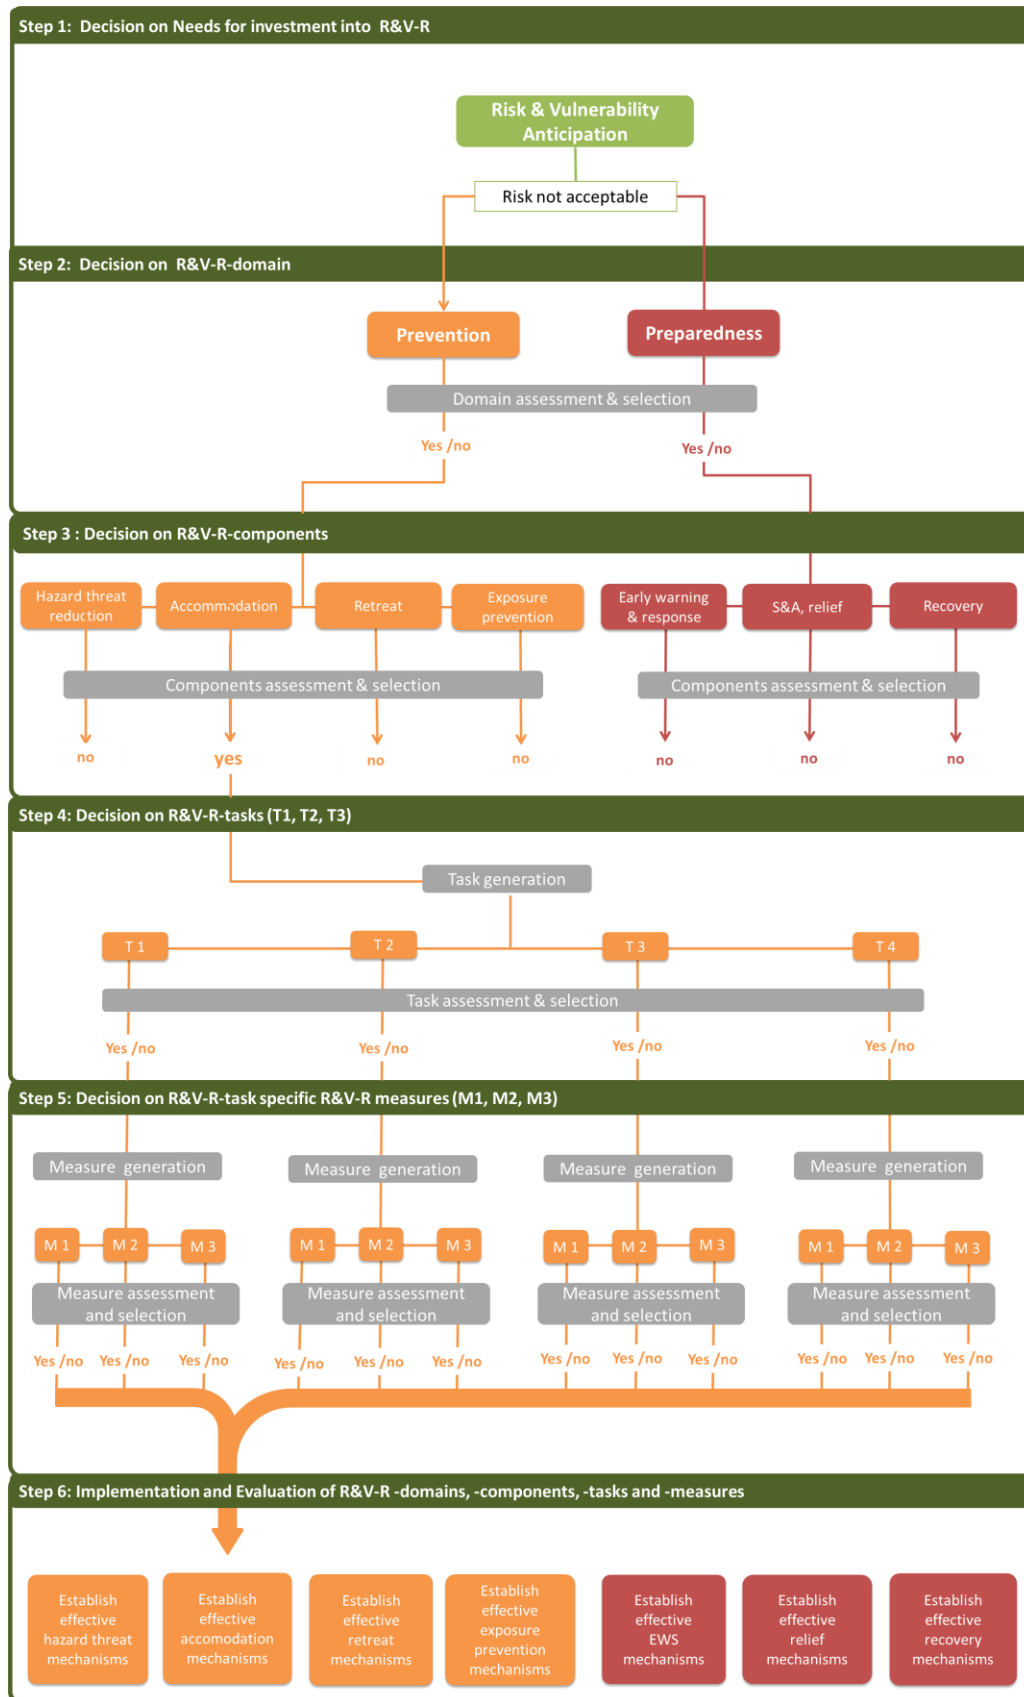 Step 1:  Decision on Needs for investment into  R&V-R
Risk & Vulnerability
Anticipation
Risk not acceptable
Step 2:  Decision on  R&V-R-domain
Prevention
Preparedness
Domain assessment & selection
Yes /no
Yes /no
Step 3 : Decision on R&V-R-components
Hazard threat
reduction
Accommodation
Retreat
Exposure
prevention
Early warning
& response
S&A, relief
Recovery
Components assessment & selection
Components assessment & selection
no
yes
no
no
no
no
no
Step 4: Decision on R&V-R-tasks (T1, T2, T3)
Task generation
T 1
T 2
T 3
T 4
Task assessment & selection
Yes /no
Yes /no
Yes /no
Yes /no
Step 5: Decision on R&V-R-task specific R&V-R measures (M1, M2, M3)
Measure  generation
Measure  generation
Measure  generation
Measure  generation
M 1
M 2
M 3
M 1
M 2
M 3
M 1
M 2
M 3
M 1
M 2
M 3
Measure assessment
and selection
Measure assessment
and selection
Measure assessment
and selection
Measure assessment
and selection
Yes /no
Yes /no
Yes /no
Yes /no
Yes /no
Yes /no
Yes /no
Yes /no
Yes /no
Yes /no
Yes /no
Yes /no
Step 6: Implementation and Evaluation of R&V-R -domains, -components, -tasks and -measures
Establish
effective
hazard threat
mechanisms
Establish
effective
accomodation
mechanisms
Establish
effective
retreat
mechanisms
Establish
effective
exposure
prevention
mechanisms
Establish
effective
EWS
mechanisms
Establish
effective
relief
mechanisms
Establish
effective
recovery
mechanisms